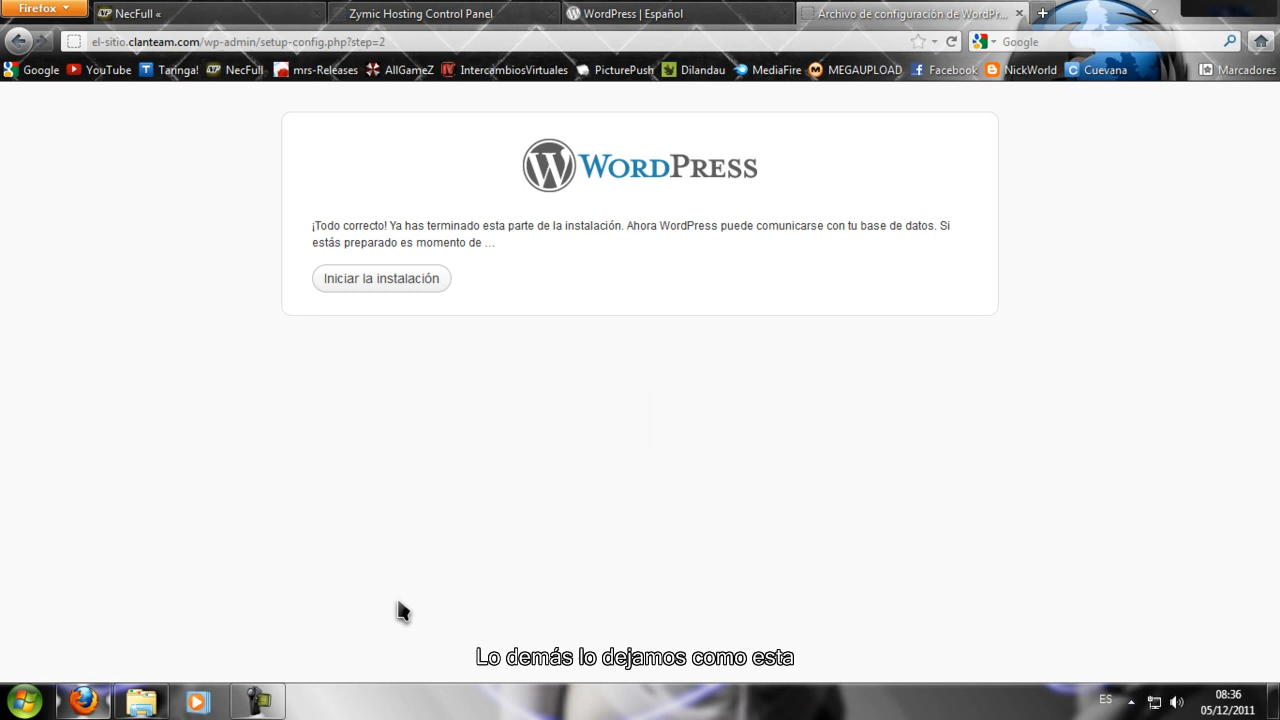 Firefox
NecFull «
Zymic Hosting Control Panel
WordPress | Español
Archivo de configuración de WordPr...
el-sitio.clanteam.com/wp-admin/setup-config.php?step=2
Google
Google
YouTube
Taringa!
NecFull
mrs-Releases
AllGameZ
IntercambiosVirtuales
PicturePush
Dilandau
MediaFire
MEGAUPLOAD
Facebook
NickWorld
Cuevana
Marcadores
WORDPRESS
¡Todo correcto! Ya has terminado esta parte de la instalación. Ahora WordPress puede comunicarse con tu base de datos. Si
estás preparado es momento de ...
Iniciar la instalación
Lo demás lo dejamos como esta
ES
08:36
05/12/2011